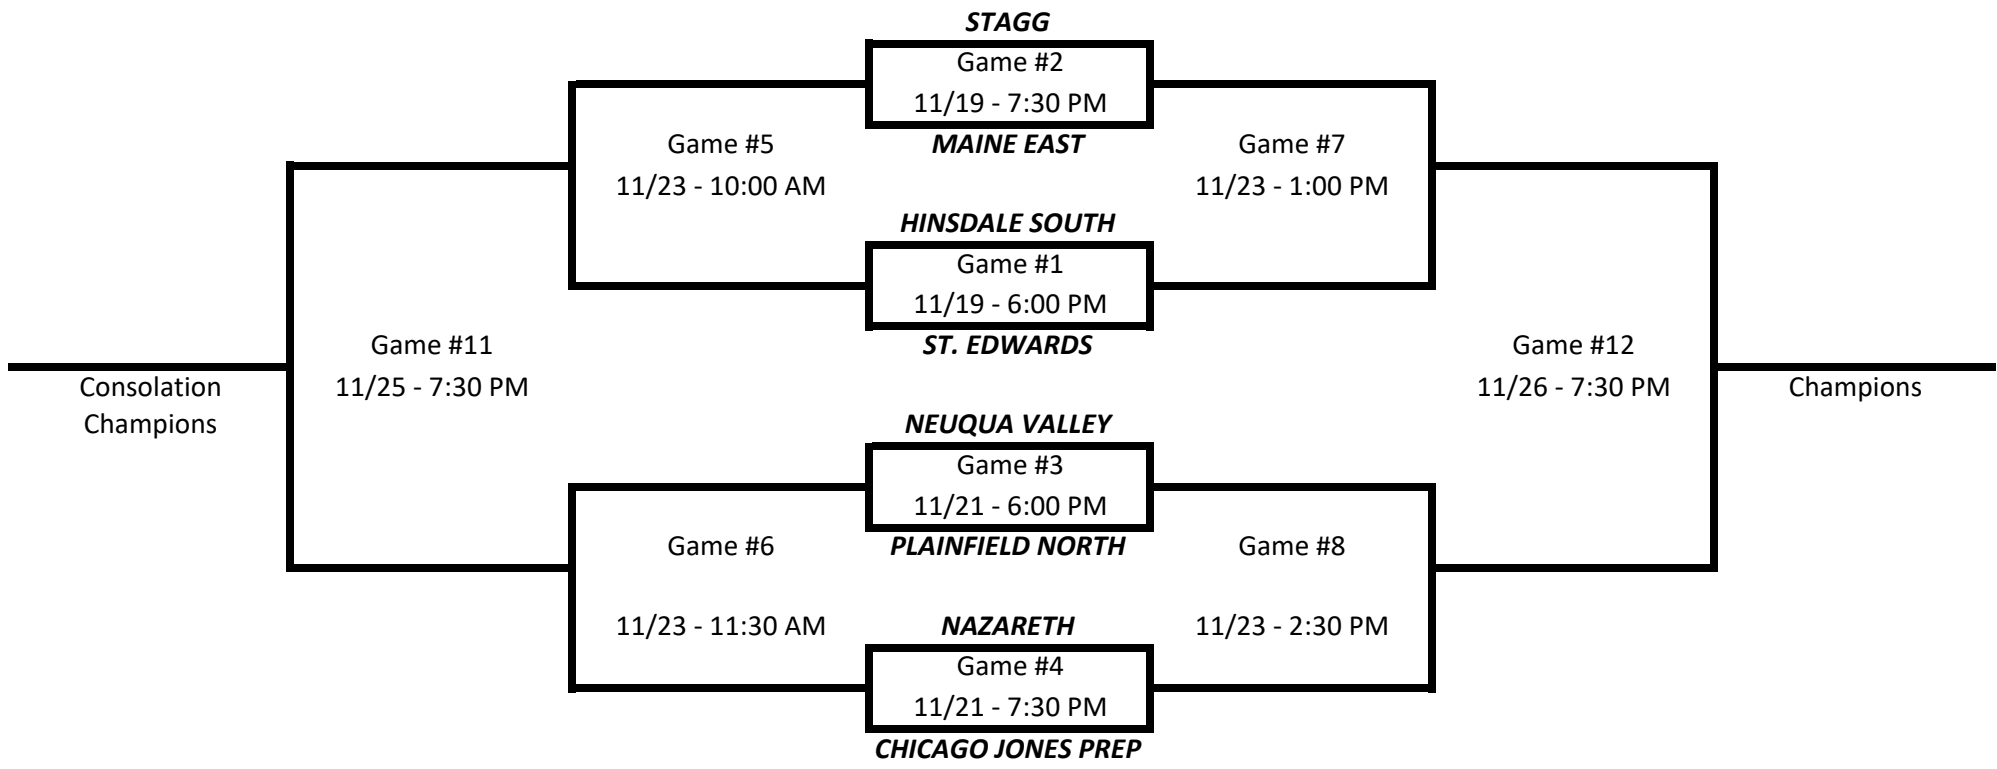 STAGG
Game #2
11/19 - 7:30 PM
MAINE EAST
Game #5
11/23 - 10:00 AM
Game #7
11/23 - 1:00 PM
HINSDALE SOUTH
Game #1
11/19 - 6:00 PM
ST. EDWARDS
Game #11
11/25 - 7:30 PM
Consolation
Champions
Game #12
11/26 - 7:30 PM
Champions
NEUQUA VALLEY
Game #3
11/21 - 6:00 PM
PLAINFIELD NORTH
Game #6
11/23 - 11:30 AM
Game #8
11/23 - 2:30 PM
NAZARETH
Game #4
11/21 - 7:30 PM
CHICAGO JONES PREP